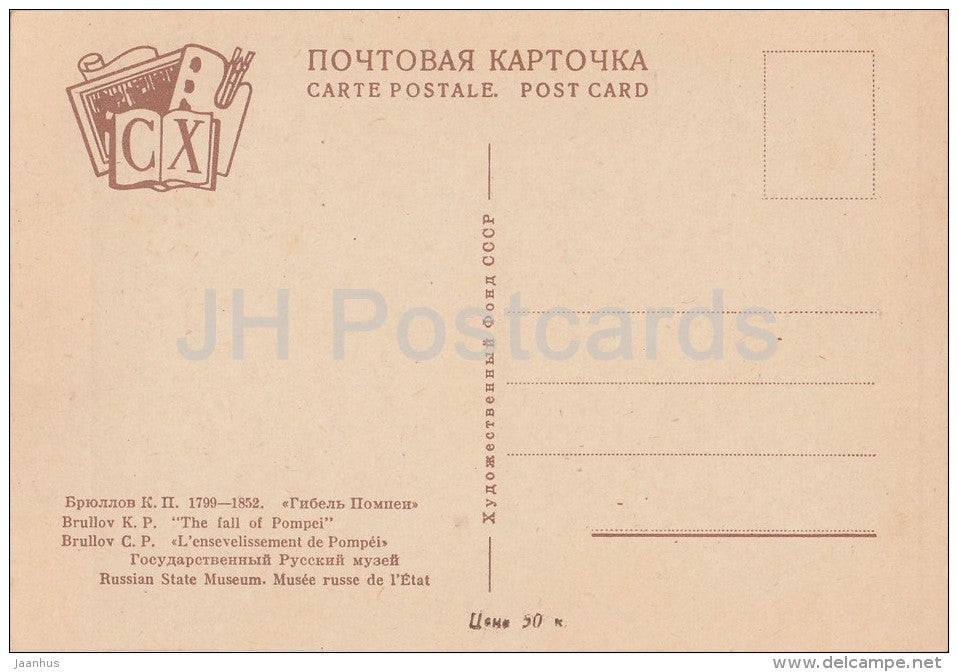 ПОЧТОВАЯ КАРТОЧКА
CARTE POSTALE. POST CARD
С Х
Художественный Фонд СССР
JH Postcards
Брюллов К. П. 1799—1852. «Гибель Помпеи»
Brullov K. P. "The fall of Pompei"
Brullov C. P. «L'ensevelissement de Pompéi»
Государственный Русский музей
Russian State Museum. Musée russe de l'État
Цена 50 к.
Jaanhus
delcampe.net